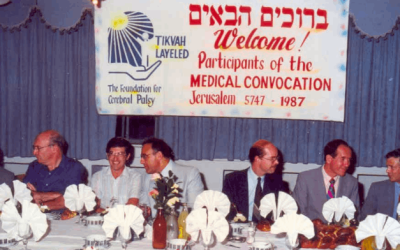 ברוכים הבאים
TIKVAH
LAYELED
The Foundation for
Cerebral Palsy
Welcome!
Participants of the
MEDICAL CONVOCATION
Jerusalem 5747 - 1987